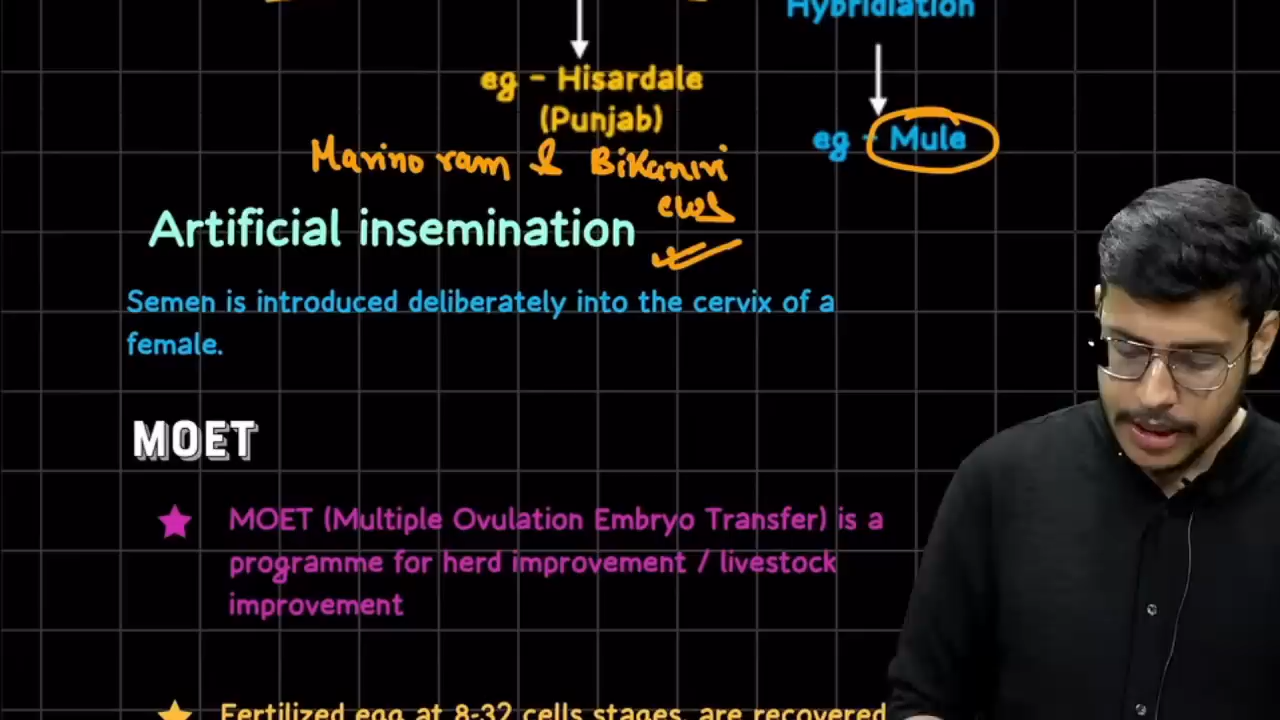 Hybridiation
eg - Hisardale
(Punjab)
eg - Mule
Marino ram & Bikaniri
ews
Artificial insemination
Semen is introduced deliberately into the cervix of a
female.
MOET
MOET (Multiple Ovulation Embryo Transfer) is a
programme for herd improvement / livestock
improvement
Fertilized egg at 8-32 cells stages, are recovered